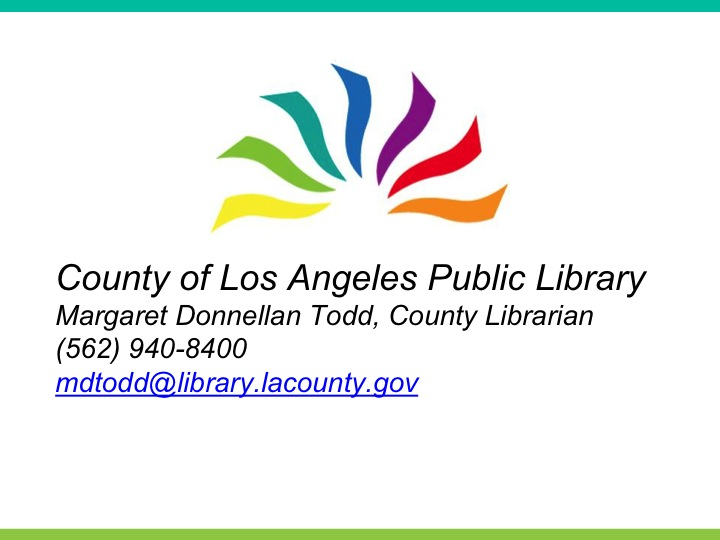 County of Los Angeles Public Library
Margaret Donnellan Todd, County Librarian
(562) 940-8400
mdtodd@library.lacounty.gov